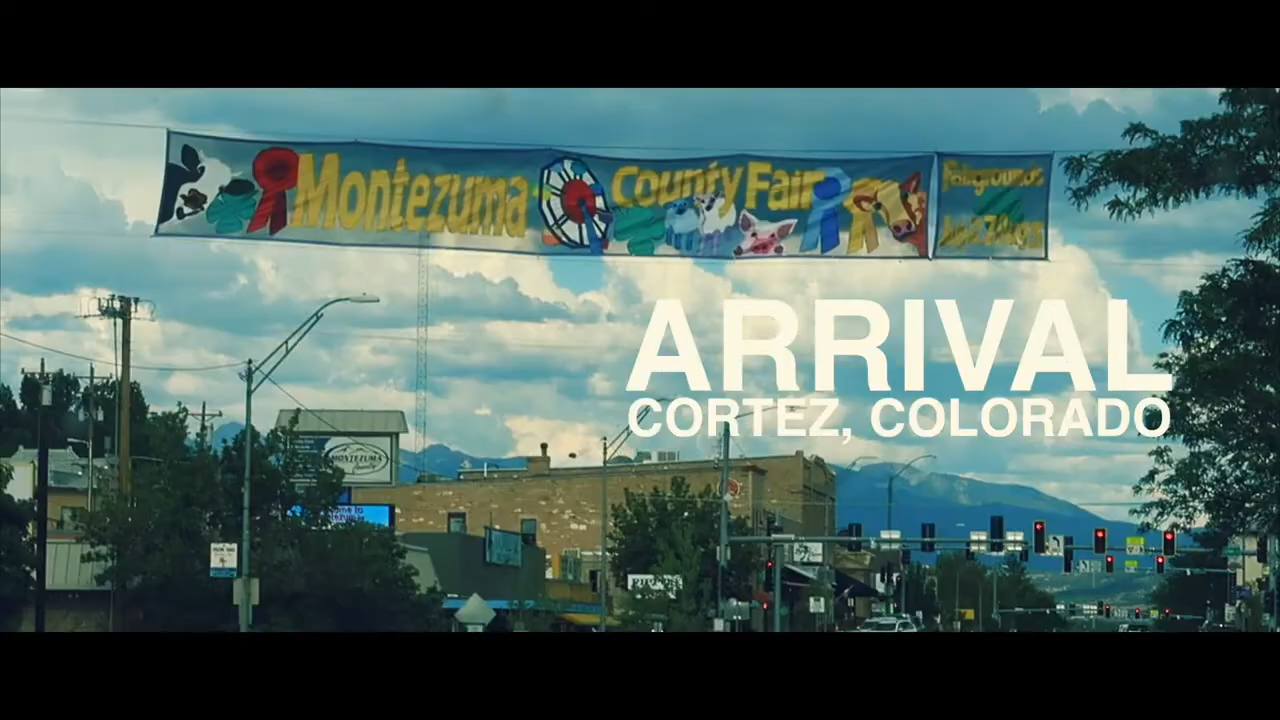 Montezuma County Fair
Fairgrounds
ARRIVAL
CORTEZ, COLORADO
MONTEZUMA